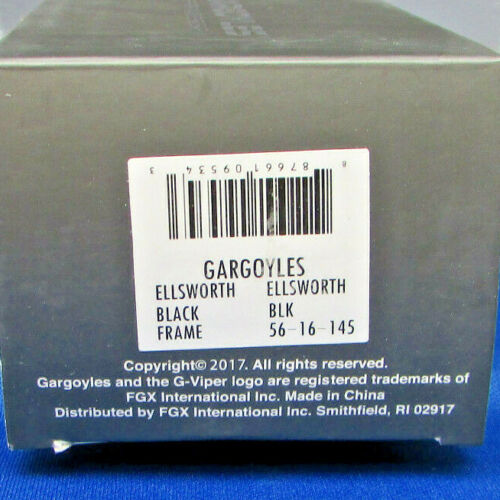 8 87661 09534 3
GARGOYLES
ELLSWORTH ELLSWORTH
BLACK BLK
FRAME 56-16-145
Copyright© 2017. All rights reserved.
Gargoyles and the G-Viper logo are registered trademarks of
FGX International Inc. Made in China
Distributed by FGX International Inc. Smithfield, RI 02917